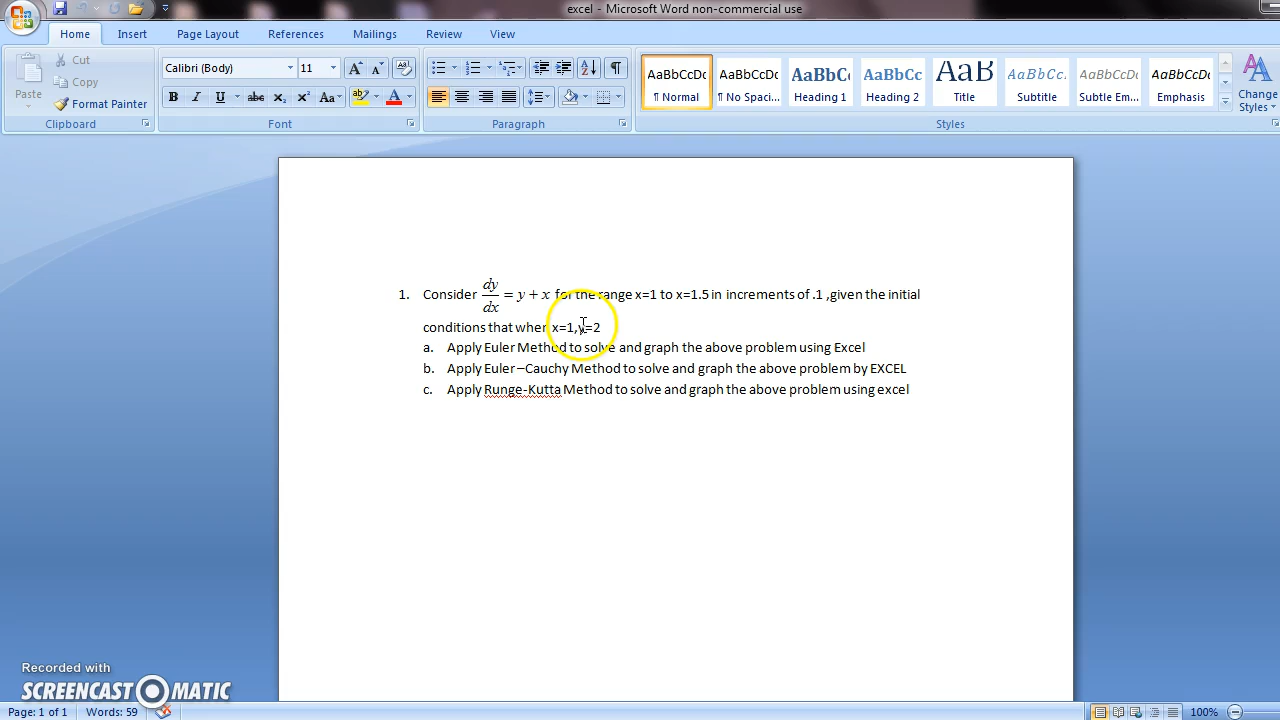 excel - Microsoft Word non-commercial use
Home Insert Page Layout References Mailings Review View
Cut
Copy
Format Painter
Paste
Calibri (Body) 11
B I U abc x₂ x² Aa ab A
AaBbCcDc AaBbCcDc AaBbC AaBbCc AaB AaBbCc. AaBbCcDc AaBbCcDc
¶ Normal ¶ No Spaci... Heading 1 Heading 2 Title Subtitle Subtle Em... Emphasis
Change Styles
Clipboard Font Paragraph Styles
1. Consider dy/dx = y + x for the range x=1 to x=1.5 in increments of .1 ,given the initial
conditions that when x=1,y=2
a. Apply Euler Method to solve and graph the above problem using Excel
b. Apply Euler –Cauchy Method to solve and graph the above problem by EXCEL
c. Apply Runge-Kutta Method to solve and graph the above problem using excel
Recorded with
SCREENCAST MATIC
Page: 1 of 1 Words: 59 100%